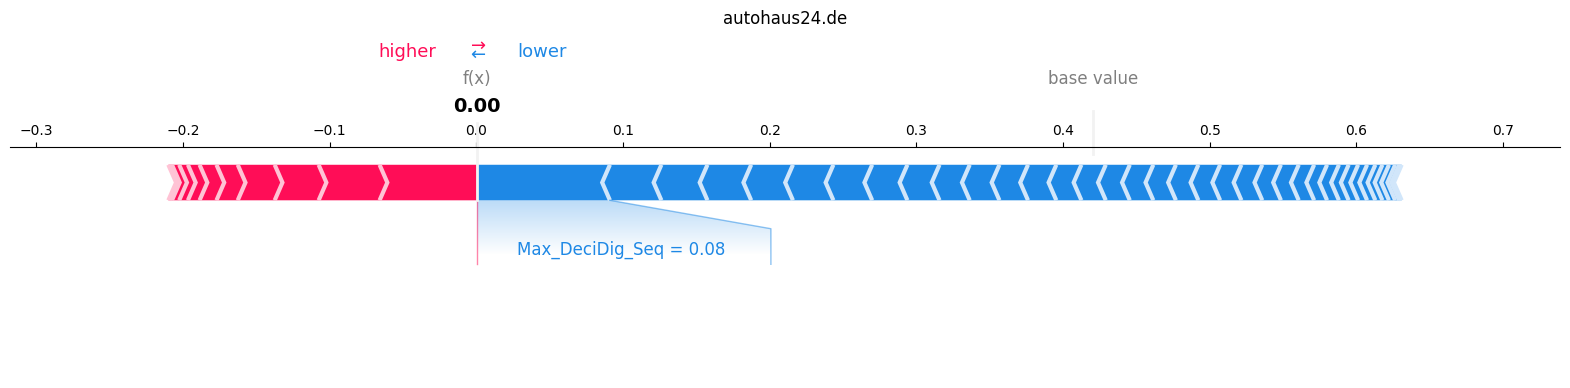 autohaus24.de
higher → ← lower
f(x) base value
0.00
−0.3 −0.2 −0.1 0.0 0.1 0.2 0.3 0.4 0.5 0.6 0.7
Max_DeciDig_Seq = 0.08